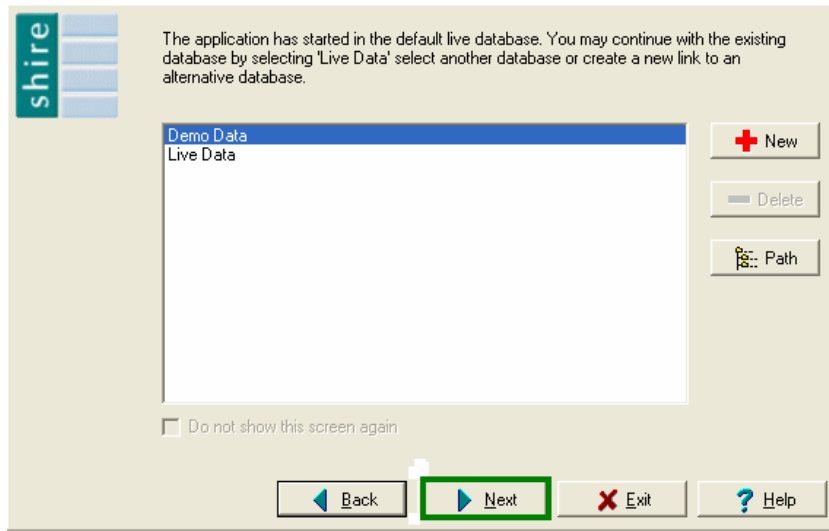 shire
The application has started in the default live database. You may continue with the existing
database by selecting 'Live Data' select another database or create a new link to an
alternative database.
Demo Data
Live Data
New
Delete
Path
Do not show this screen again
Back
Next
Exit
Help